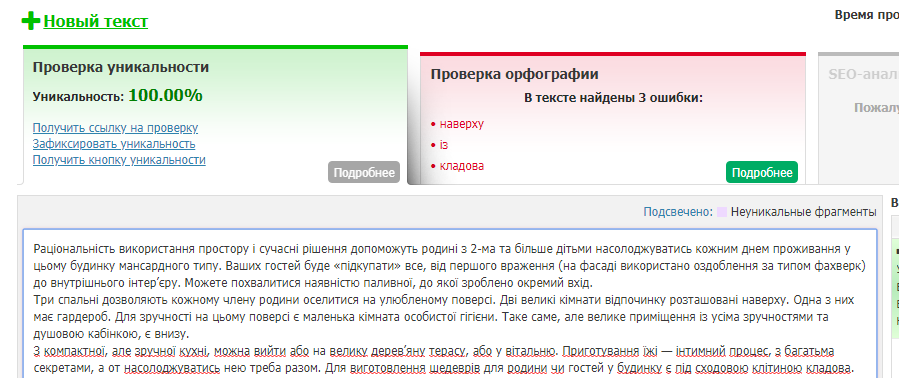 Новый текст
Время про
Проверка уникальности
Уникальность: 100.00%
Получить ссылку на проверку
Зафиксировать уникальность
Получить кнопку уникальности
Подробнее
Проверка орфографии
В тексте найдены 3 ошибки:
• наверху
• із
• кладова
Подробнее
SEO-анал
Пожалу
Подсвечено: Неуникальные фрагменты
В
Раціональність використання простору і сучасні рішення допоможуть родині з 2-ма та більше дітьми насолоджуватись кожним днем проживання у
цьому будинку мансардного типу. Ваших гостей буде «підкупати» все, від першого враження (на фасаді використано оздоблення за типом фахверк)
до внутрішнього інтер’єру. Можете похвалитися наявністю паливної, до якої зроблено окремий вхід.
Три спальні дозволяють кожному члену родини оселитися на улюбленому поверсі. Дві великі кімнати відпочинку розташовані наверху. Одна з них
має гардероб. Для зручності на цьому поверсі є маленька кімната особистої гігієни. Таке саме, але велике приміщення із усіма зручностями та
душовою кабінкою, є внизу.
З компактної, але зручної кухні, можна вийти або на велику дерев’яну терасу, або у вітальню. Приготування їжі — інтимний процес, з багатьма
секретами, а от насолоджуватись нею треба разом. Для виготовлення шедеврів для родини чи гостей у будинку є під сходовою клітиною кладова.